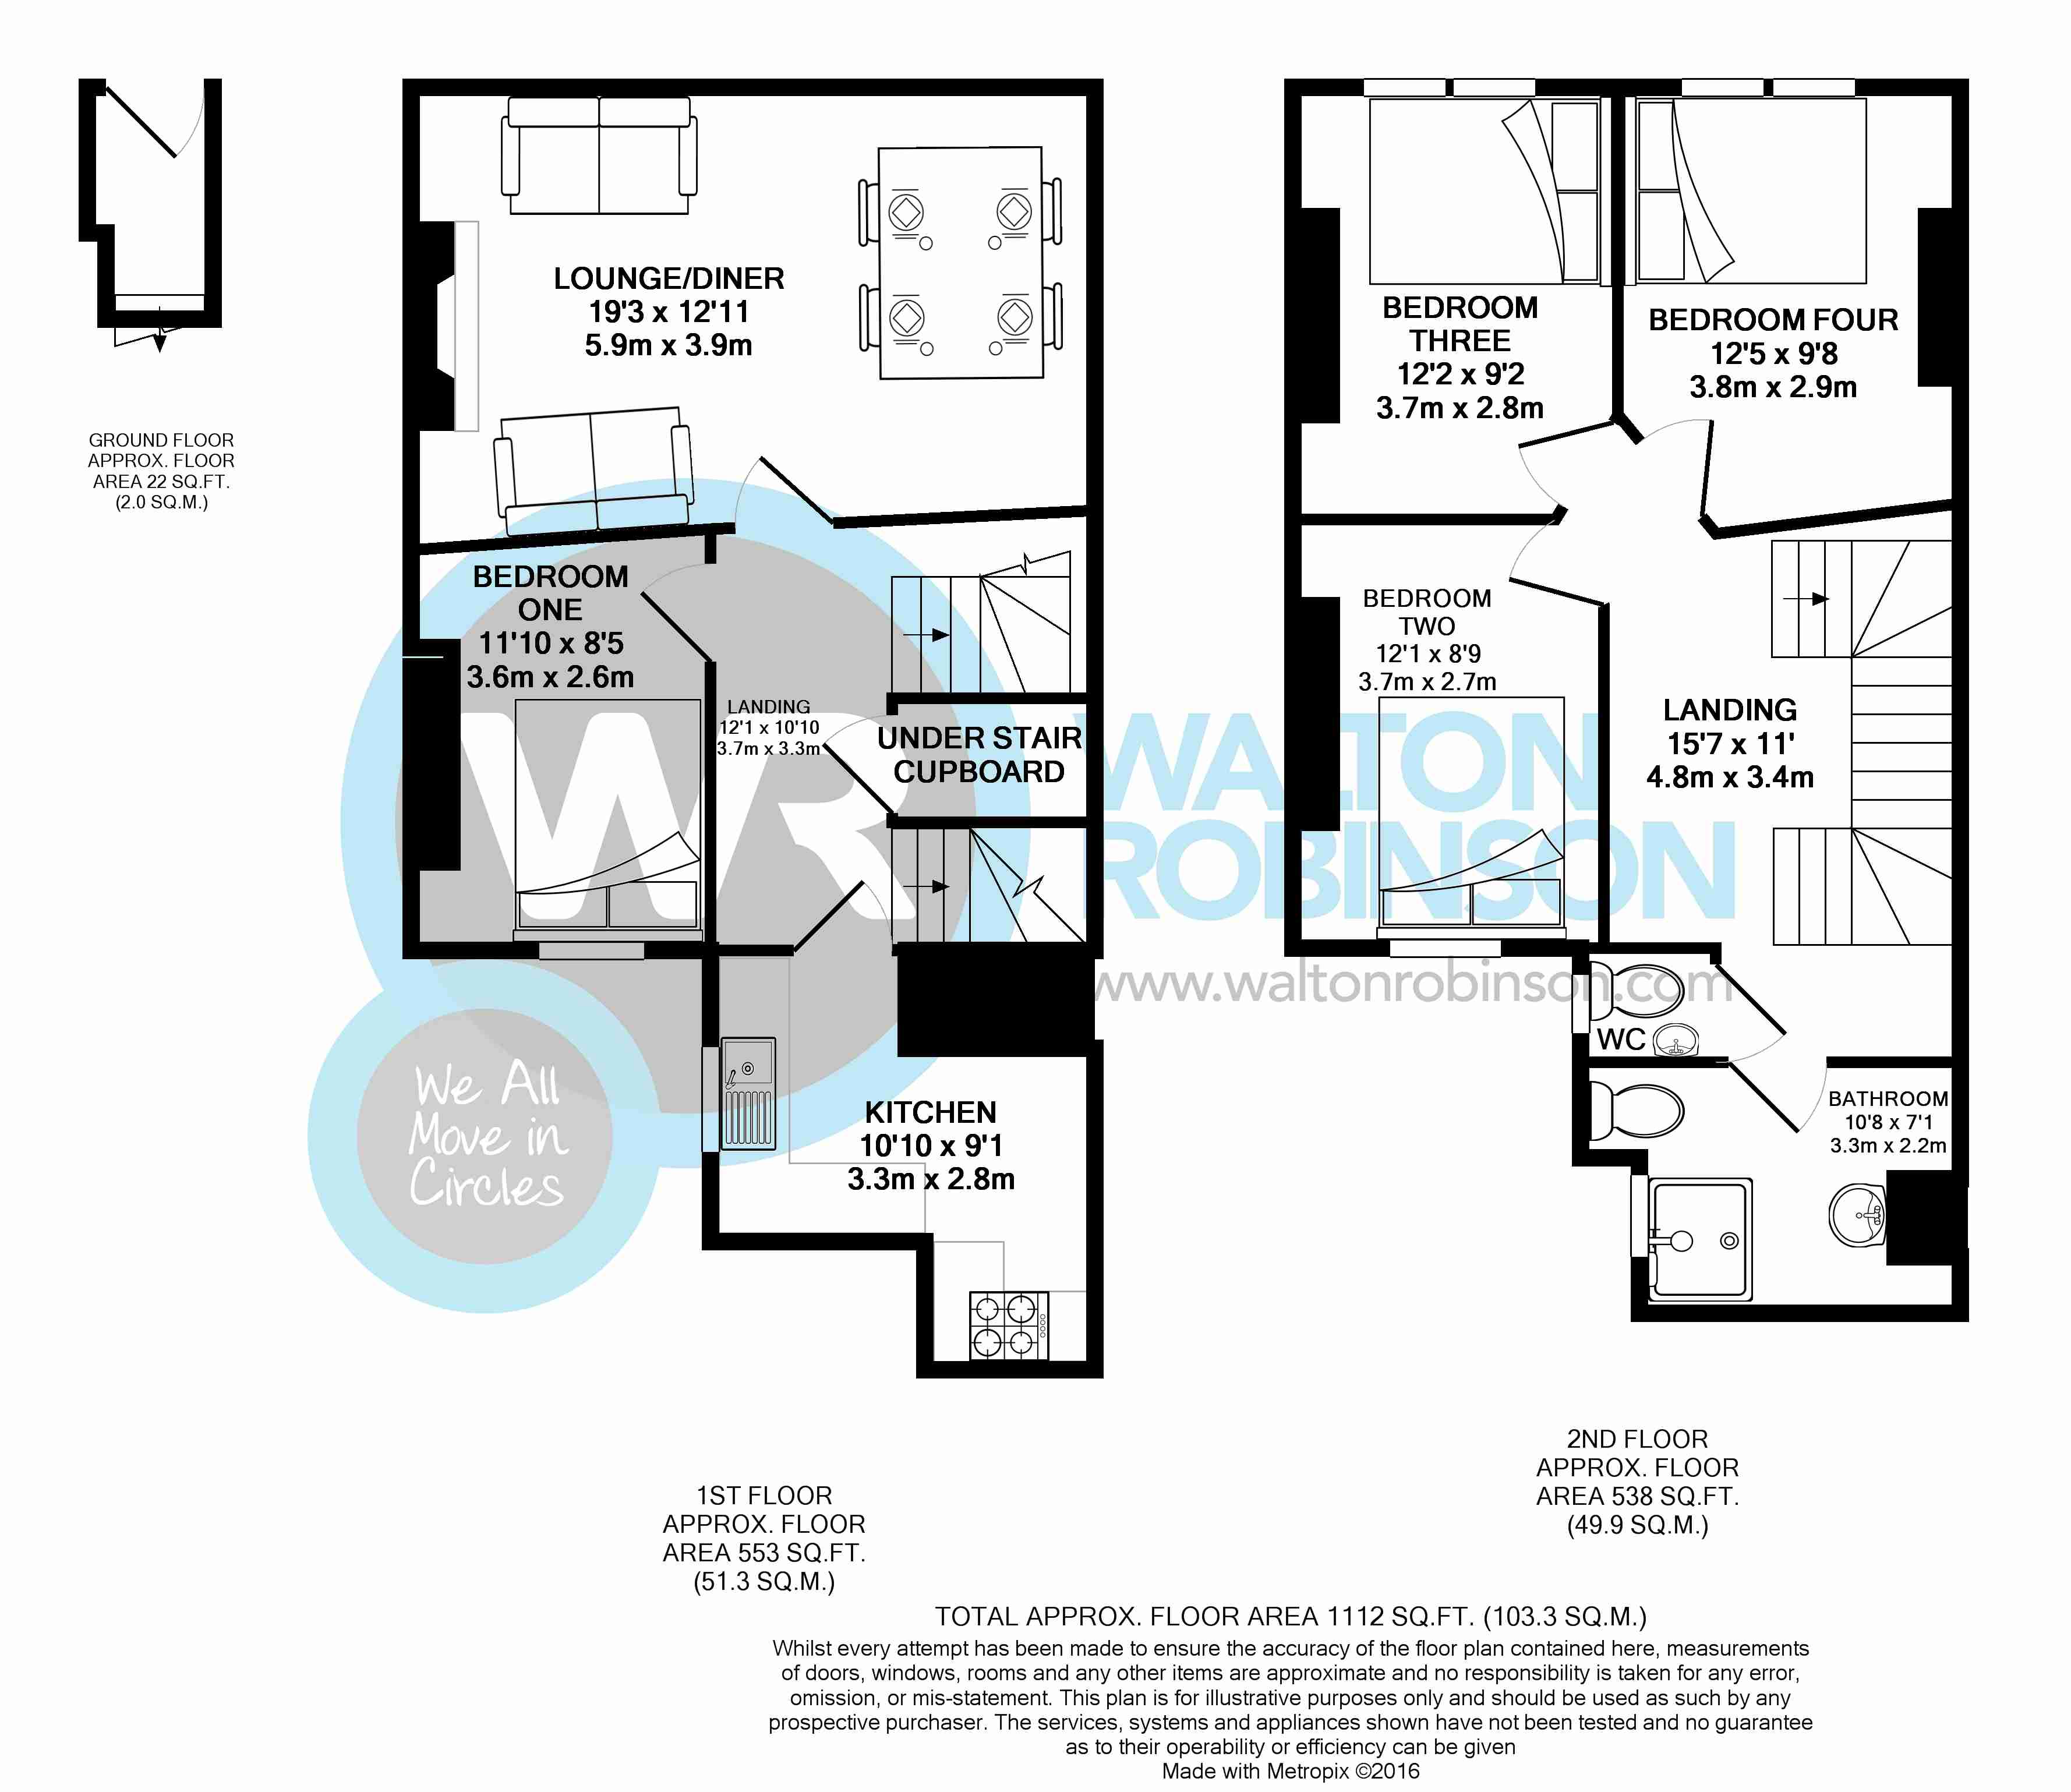 GROUND FLOOR
APPROX. FLOOR
AREA 22 SQ.FT.
(2.0 SQ.M.)
LOUNGE/DINER
19'3 x 12'11
5.9m x 3.9m
BEDROOM
ONE
11'10 x 8'5
3.6m x 2.6m
LANDING
12'1 x 10'10
3.7m x 3.3m
UNDER STAIR
CUPBOARD
KITCHEN
10'10 x 9'1
3.3m x 2.8m
1ST FLOOR
APPROX. FLOOR
AREA 553 SQ.FT.
(51.3 SQ.M.)
BEDROOM
THREE
12'2 x 9'2
3.7m x 2.8m
BEDROOM FOUR
12'5 x 9'8
3.8m x 2.9m
BEDROOM
TWO
12'1 x 8'9
3.7m x 2.7m
LANDING
15'7 x 11'
4.8m x 3.4m
WC
BATHROOM
10'8 x 7'1
3.3m x 2.2m
2ND FLOOR
APPROX. FLOOR
AREA 538 SQ.FT.
(49.9 SQ.M.)
WR
WALTON
ROBINSON
www.waltonrobinson.com
We All
Move in
Circles
TOTAL APPROX. FLOOR AREA 1112 SQ.FT. (103.3 SQ.M.)
Whilst every attempt has been made to ensure the accuracy of the floor plan contained here, measurements
of doors, windows, rooms and any other items are approximate and no responsibility is taken for any error,
omission, or mis-statement. This plan is for illustrative purposes only and should be used as such by any
prospective purchaser. The services, systems and appliances shown have not been tested and no guarantee
as to their operability or efficiency can be given
Made with Metropix ©2016